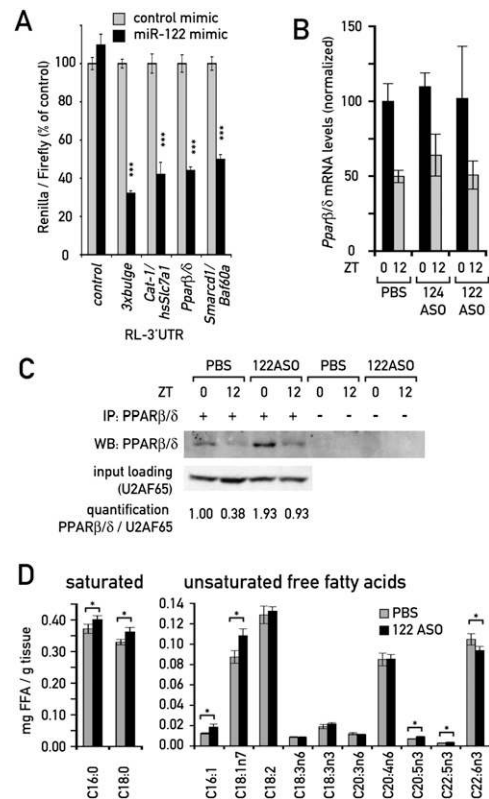 A
control mimic
miR-122 mimic
Renilla / Firefly (% of control)
120
100
80
60
40
20
0
***
***
***
***
control
3xbulge
Cat-1/
hsSlc7a1
Pparβ/δ
Smarcd1/
Baf60a
RL-3'UTR
B
Pparβ/δ mRNA levels (normalized)
150
100
50
0
ZT 0 12 0 12 0 12
PBS 124 ASO 122 ASO
C
PBS 122ASO PBS 122ASO
ZT 0 12 0 12 0 12 0 12
IP: PPARβ/δ + + + + - - - -
WB: PPARβ/δ
input loading
(U2AF65)
quantification
PPARβ/δ / U2AF65 1.00 0.38 1.93 0.93
D saturated unsaturated free fatty acids
mg FFA / g tissue
0.40
0.30
0.20
0.10
0.00
* *
C16:0
C18:0
0.14
0.12
0.10
0.08
0.06
0.04
0.02
0
PBS
122 ASO
* * * * *
C16:1
C18:1n7
C18:2
C18:3n6
C18:3n3
C20:3n6
C20:4n6
C20:5n3
C22:5n3
C22:6n3